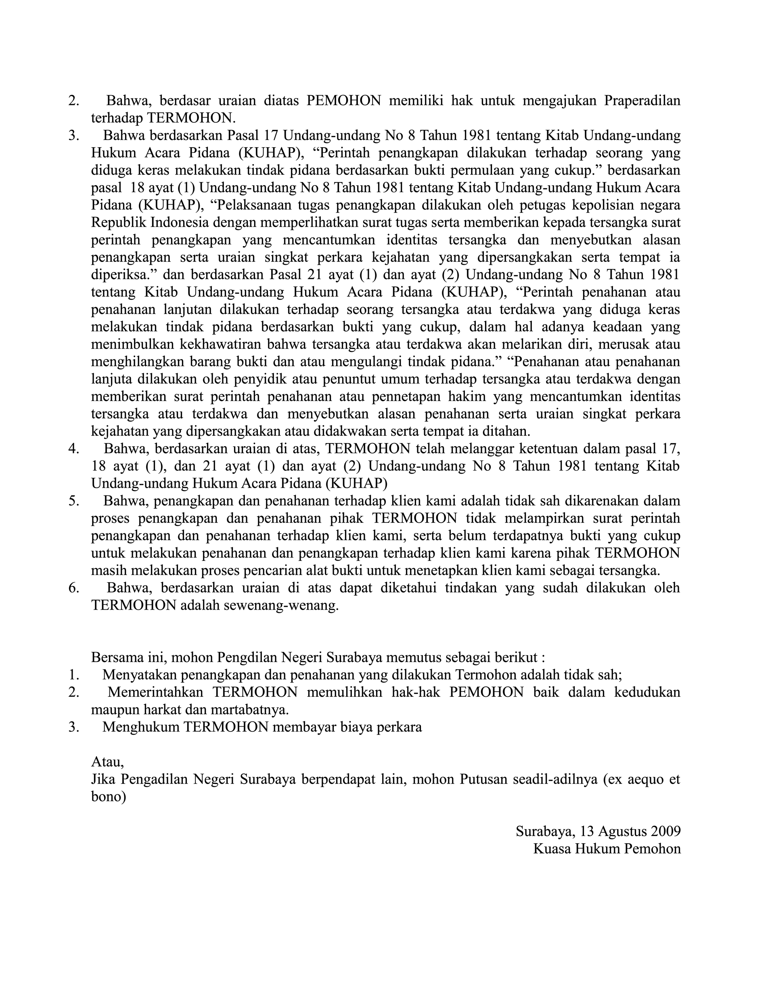 2. Bahwa, berdasar uraian diatas PEMOHON memiliki hak untuk mengajukan Praperadilan
terhadap TERMOHON.
3. Bahwa berdasarkan Pasal 17 Undang-undang No 8 Tahun 1981 tentang Kitab Undang-undang
Hukum Acara Pidana (KUHAP), “Perintah penangkapan dilakukan terhadap seorang yang
diduga keras melakukan tindak pidana berdasarkan bukti permulaan yang cukup.” berdasarkan
pasal 18 ayat (1) Undang-undang No 8 Tahun 1981 tentang Kitab Undang-undang Hukum Acara
Pidana (KUHAP), “Pelaksanaan tugas penangkapan dilakukan oleh petugas kepolisian negara
Republik Indonesia dengan memperlihatkan surat tugas serta memberikan kepada tersangka surat
perintah penangkapan yang mencantumkan identitas tersangka dan menyebutkan alasan
penangkapan serta uraian singkat perkara kejahatan yang dipersangkakan serta tempat ia
diperiksa.” dan berdasarkan Pasal 21 ayat (1) dan ayat (2) Undang-undang No 8 Tahun 1981
tentang Kitab Undang-undang Hukum Acara Pidana (KUHAP), “Perintah penahanan atau
penahanan lanjutan dilakukan terhadap seorang tersangka atau terdakwa yang diduga keras
melakukan tindak pidana berdasarkan bukti yang cukup, dalam hal adanya keadaan yang
menimbulkan kekhawatiran bahwa tersangka atau terdakwa akan melarikan diri, merusak atau
menghilangkan barang bukti dan atau mengulangi tindak pidana.” “Penahanan atau penahanan
lanjuta dilakukan oleh penyidik atau penuntut umum terhadap tersangka atau terdakwa dengan
memberikan surat perintah penahanan atau pennetapan hakim yang mencantumkan identitas
tersangka atau terdakwa dan menyebutkan alasan penahanan serta uraian singkat perkara
kejahatan yang dipersangkakan atau didakwakan serta tempat ia ditahan.
4. Bahwa, berdasarkan uraian di atas, TERMOHON telah melanggar ketentuan dalam pasal 17,
18 ayat (1), dan 21 ayat (1) dan ayat (2) Undang-undang No 8 Tahun 1981 tentang Kitab
Undang-undang Hukum Acara Pidana (KUHAP)
5. Bahwa, penangkapan dan penahanan terhadap klien kami adalah tidak sah dikarenakan dalam
proses penangkapan dan penahanan pihak TERMOHON tidak melampirkan surat perintah
penangkapan dan penahanan terhadap klien kami, serta belum terdapatnya bukti yang cukup
untuk melakukan penahanan dan penangkapan terhadap klien kami karena pihak TERMOHON
masih melakukan proses pencarian alat bukti untuk menetapkan klien kami sebagai tersangka.
6. Bahwa, berdasarkan uraian di atas dapat diketahui tindakan yang sudah dilakukan oleh
TERMOHON adalah sewenang-wenang.
Bersama ini, mohon Pengdilan Negeri Surabaya memutus sebagai berikut :
1. Menyatakan penangkapan dan penahanan yang dilakukan Termohon adalah tidak sah;
2. Memerintahkan TERMOHON memulihkan hak-hak PEMOHON baik dalam kedudukan
maupun harkat dan martabatnya.
3. Menghukum TERMOHON membayar biaya perkara
Atau,
Jika Pengadilan Negeri Surabaya berpendapat lain, mohon Putusan seadil-adilnya (ex aequo et
bono)
Surabaya, 13 Agustus 2009
Kuasa Hukum Pemohon